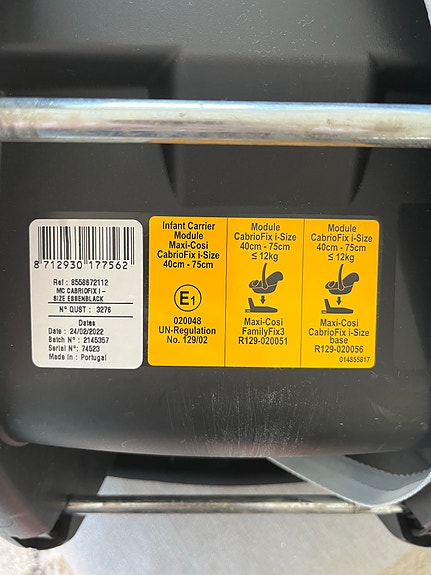 8 712930 177562
Ref : 8558672112
MC CABRIOFIX I-
SIZE ESSENBLACK
N° QUST : 3276
Dates
Date : 24/02/2022
Batch N° : 2145357
Serial N° : 74523
Made in : Portugal
Infant Carrier
Module
Maxi-Cosi
CabrioFix i-Size
40cm - 75cm
E1
020048
UN-Regulation
No. 129/02
Module
CabrioFix i-Size
40cm - 75cm
≤ 12kg
Maxi-Cosi
FamilyFix3
R129-020051
Module
CabrioFix i-Size
40cm - 75cm
≤ 12kg
Maxi-Cosi
CabrioFix i-Size
base
R129-020056
014855817